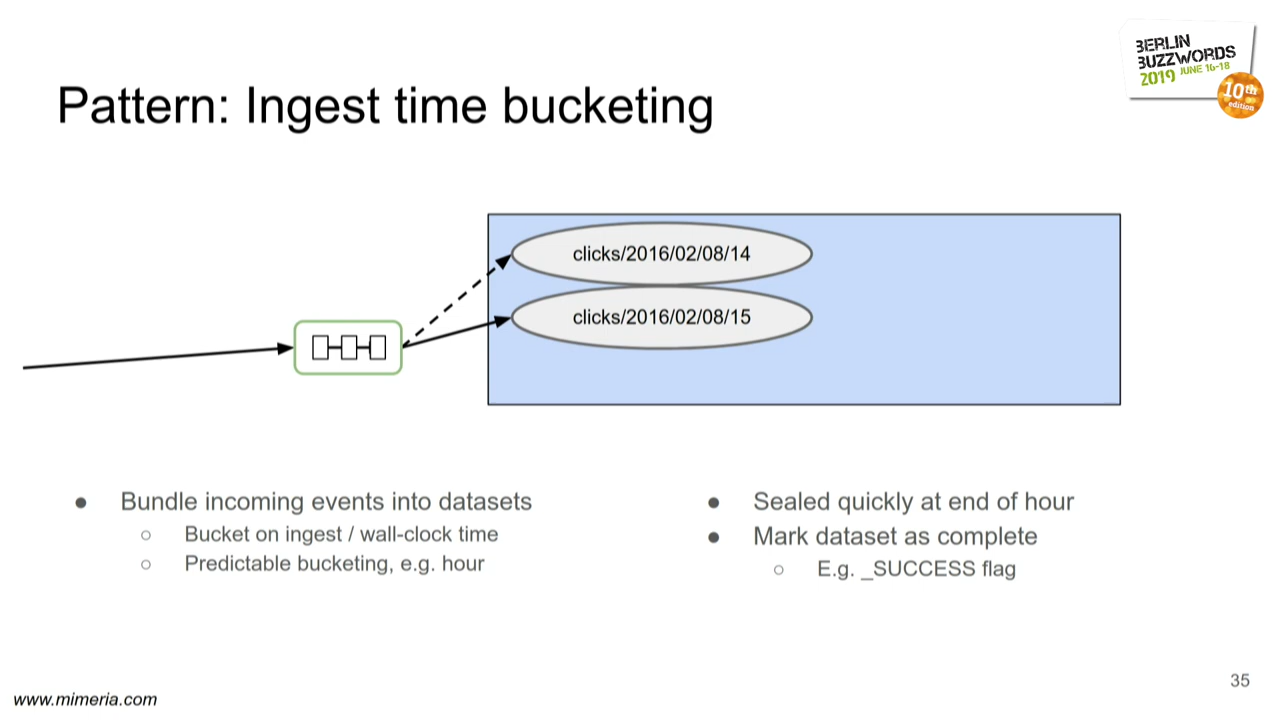 BERLIN
BUZZWORDS
2019 JUNE 16-18
10th
edition
Pattern: Ingest time bucketing
clicks/2016/02/08/14
clicks/2016/02/08/15
● Bundle incoming events into datasets
○ Bucket on ingest / wall-clock time
○ Predictable bucketing, e.g. hour
● Sealed quickly at end of hour
● Mark dataset as complete
○ E.g. _SUCCESS flag
35
www.mimeria.com